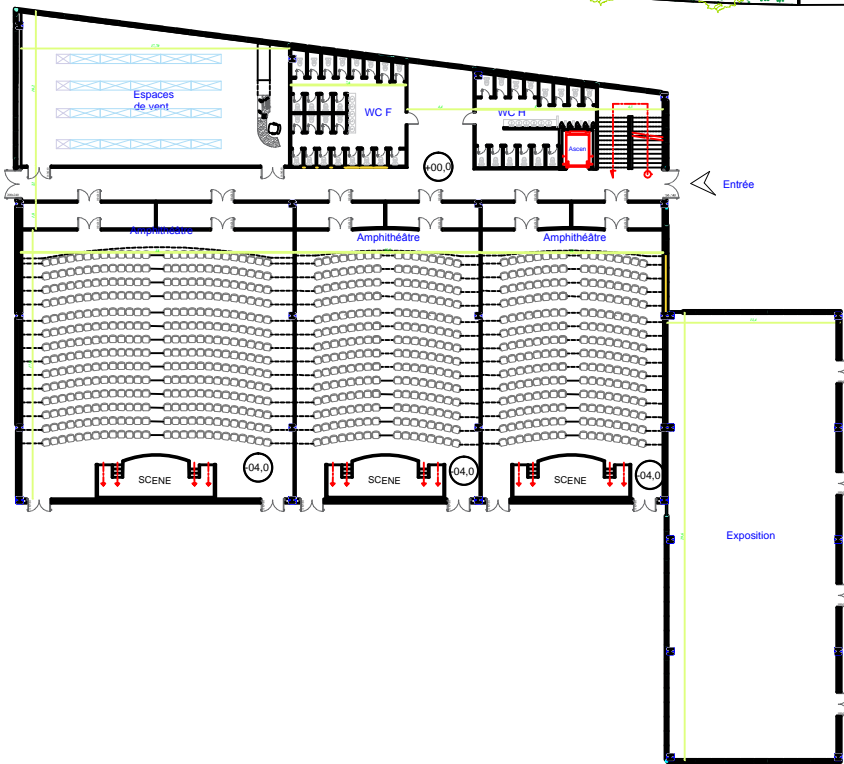 Espaces
de vent
WC F
WC H
Ascen
+00,0
Entrée
Amphithéâtre
Amphithéâtre
Amphithéâtre
-04,0
-04,0
-04,0
SCENE
SCENE
SCENE
Exposition